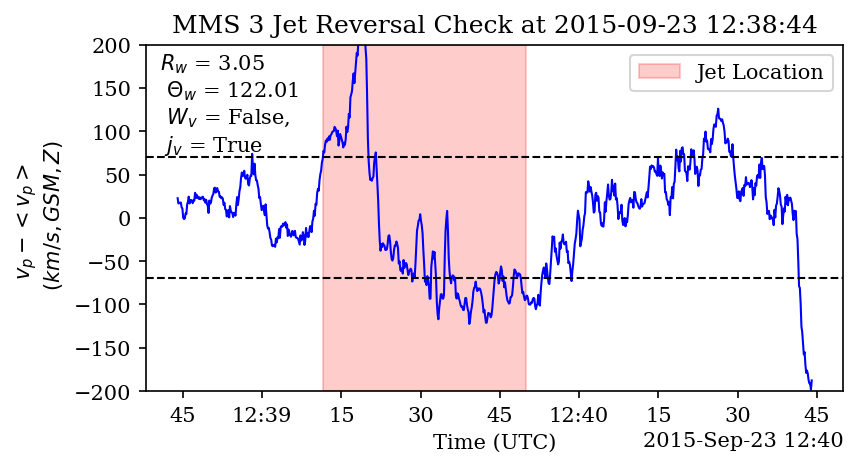 MMS 3 Jet Reversal Check at 2015-09-23 12:38:44
200
150
100
50
0
−50
−100
−150
−200
v_p − < v_p >
(km/s, GSM, Z)
R_w = 3.05
Θ_w = 122.01
W_v = False,
j_v = True
Jet Location
45 12:39 15 30 45 12:40 15 30 45
Time (UTC)
2015-Sep-23 12:40